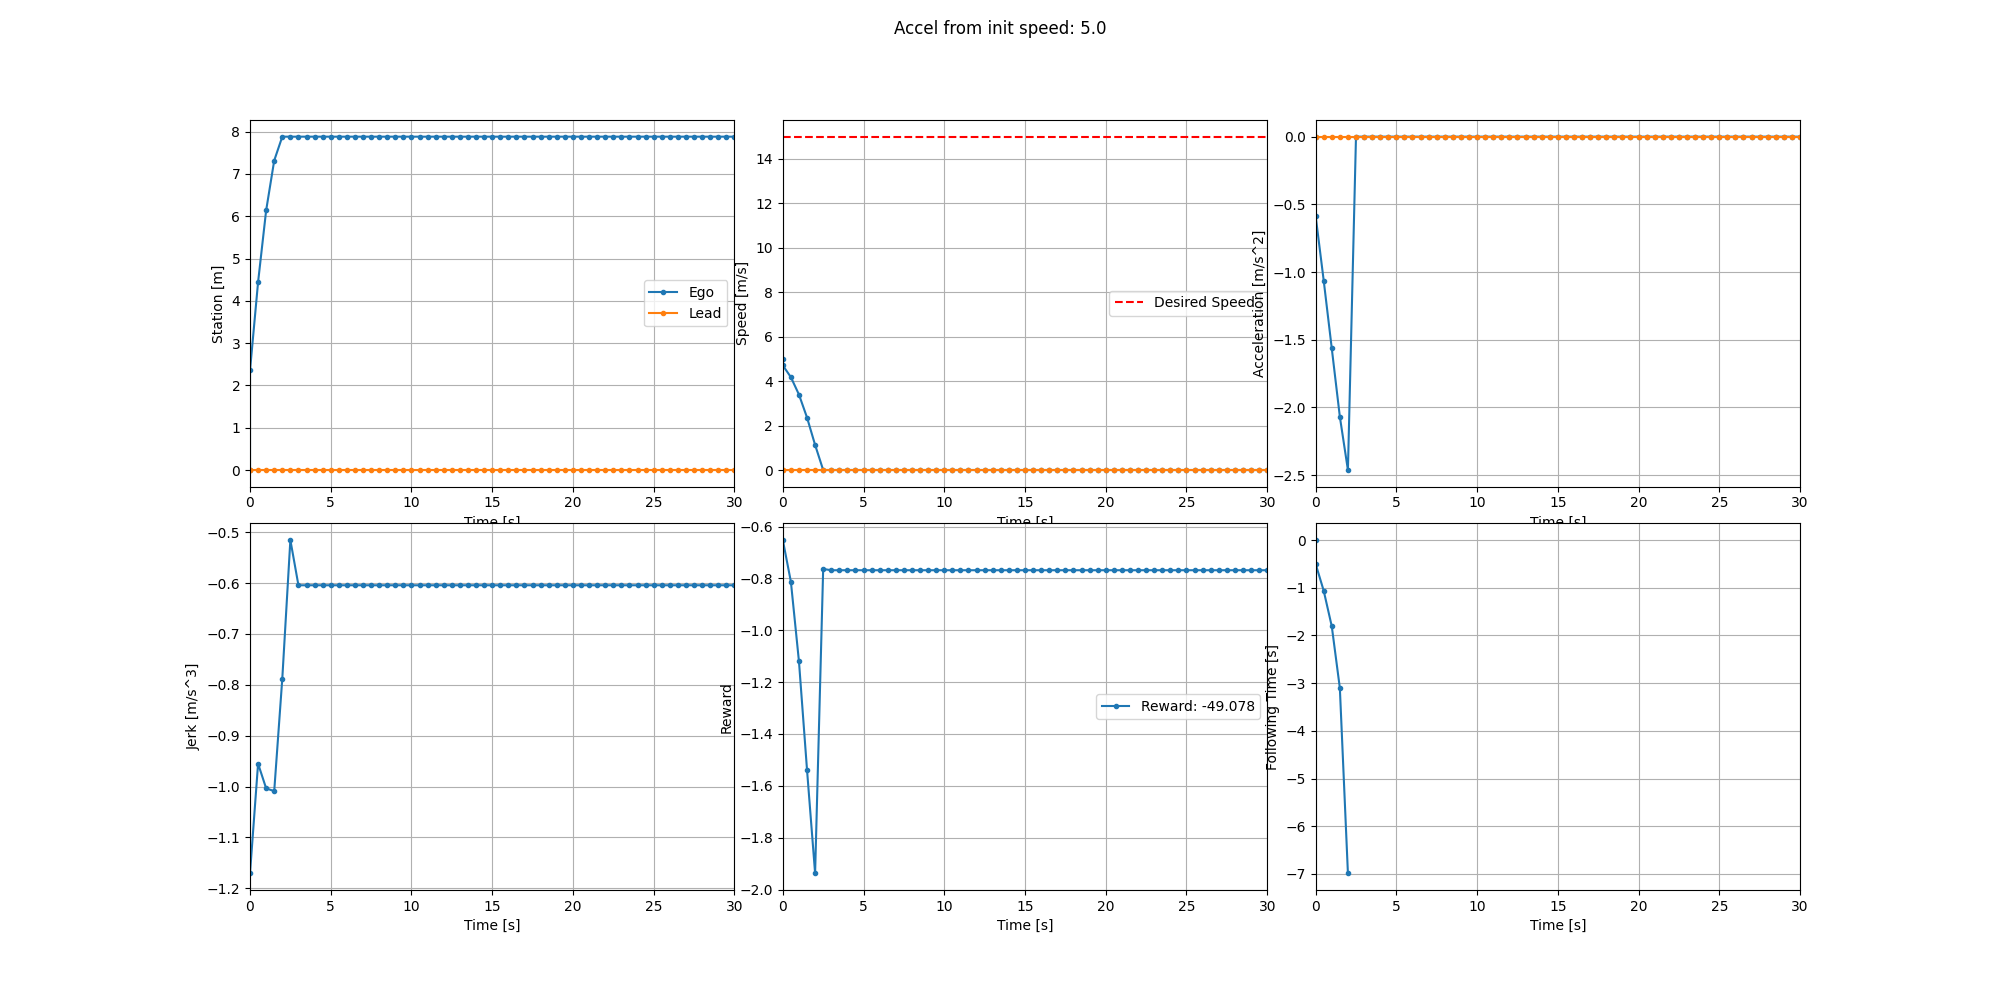 Accel from init speed: 5.0
8
7
6
5
4
3
2
1
0
Station [m]
Ego
Lead
0 5 10 15 20 25 30
Time [s]
14
12
10
8
6
4
2
0
Speed [m/s]
Desired Speed
0 5 10 15 20 25 30
Time [s]
0.0
−0.5
−1.0
−1.5
−2.0
−2.5
Acceleration [m/s^2]
0 5 10 15 20 25 30
Time [s]
−0.5
−0.6
−0.7
−0.8
−0.9
−1.0
−1.1
−1.2
Jerk [m/s^3]
0 5 10 15 20 25 30
Time [s]
−0.6
−0.8
−1.0
−1.2
−1.4
−1.6
−1.8
−2.0
Reward
Reward: -49.078
0 5 10 15 20 25 30
Time [s]
0
−1
−2
−3
−4
−5
−6
−7
Following Time [s]
0 5 10 15 20 25 30
Time [s]